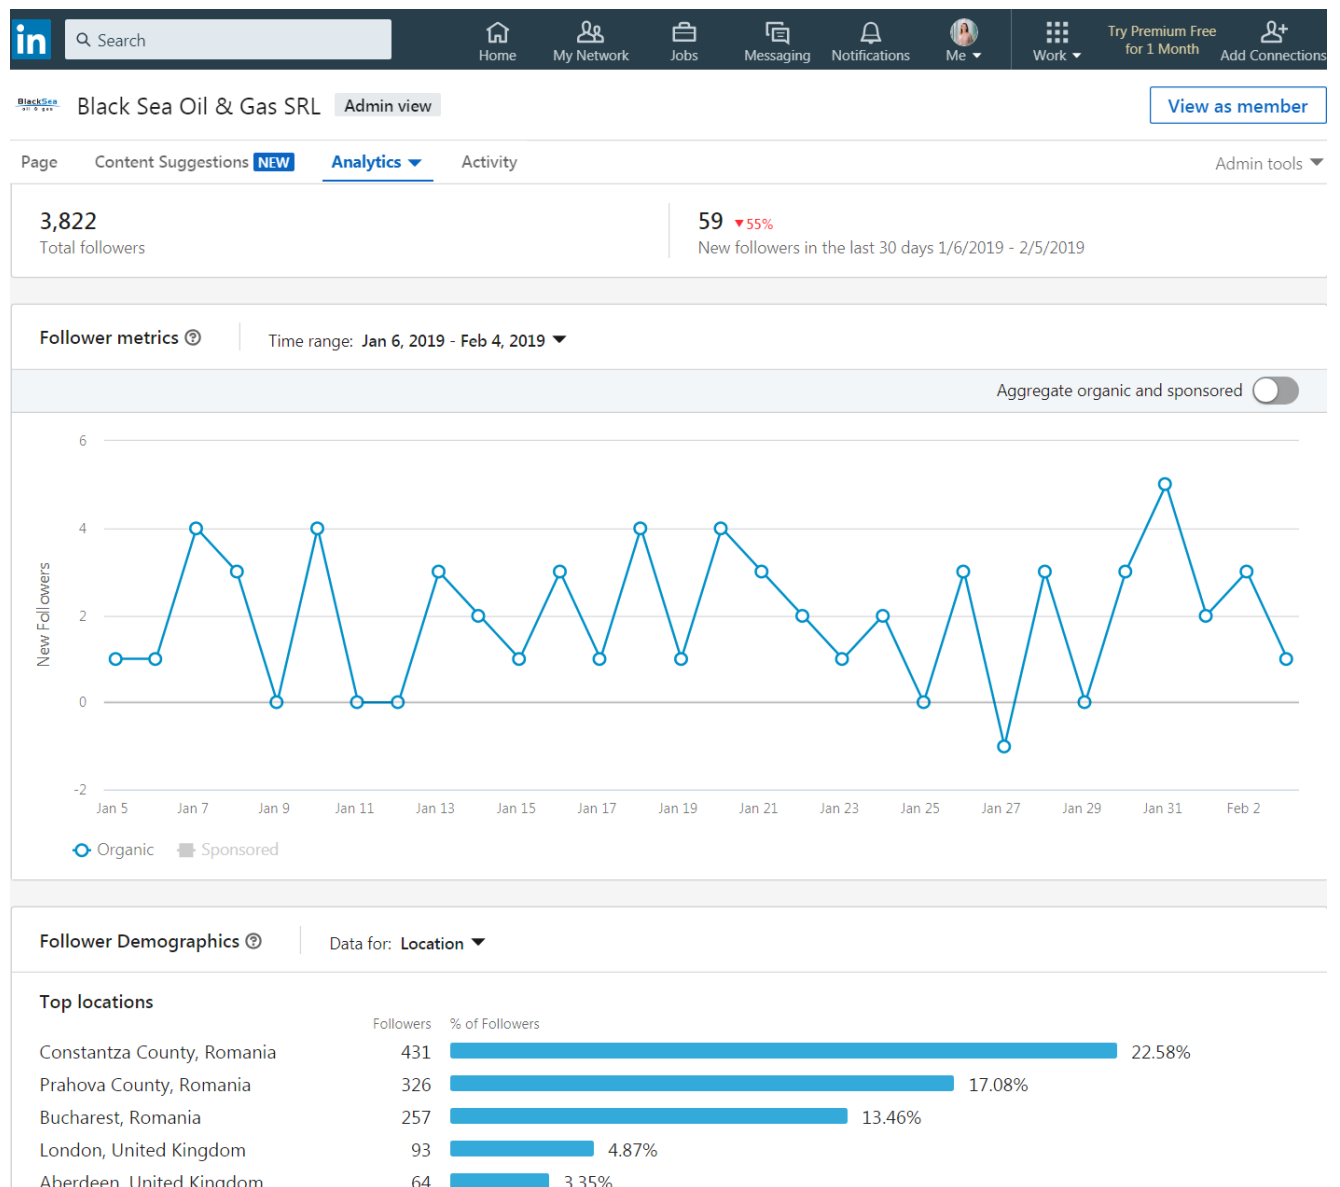 in Search Home My Network Jobs Messaging Notifications Me Work Try Premium Free for 1 Month Add Connections
BlackSea oil & gas Black Sea Oil & Gas SRL Admin view View as member
Page Content Suggestions NEW Analytics Activity Admin tools
3,822 59 55%
Total followers New followers in the last 30 days 1/6/2019 - 2/5/2019
Follower metrics Time range: Jan 6, 2019 - Feb 4, 2019
Aggregate organic and sponsored
6
4
New Followers
2
0
-2
Jan 5 Jan 7 Jan 9 Jan 11 Jan 13 Jan 15 Jan 17 Jan 19 Jan 21 Jan 23 Jan 25 Jan 27 Jan 29 Jan 31 Feb 2
Organic Sponsored
Follower Demographics Data for: Location
Top locations
Followers % of Followers
Constantza County, Romania 431 22.58%
Prahova County, Romania 326 17.08%
Bucharest, Romania 257 13.46%
London, United Kingdom 93 4.87%
Aberdeen, United Kingdom 64 3.35%